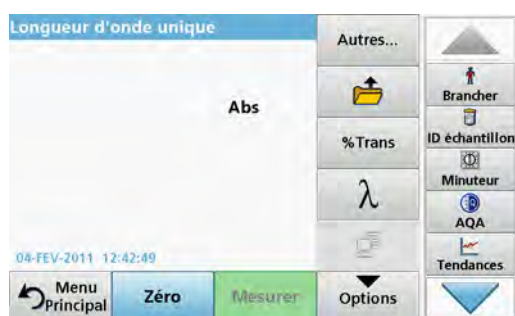 Longueur d'onde unique
Abs
04-FEV-2011 12:42:49
Autres...
%Trans
λ
Options
Menu
Principal
Zéro
Mesurer
Brancher
ID échantillon
Minuteur
AQA
Tendances